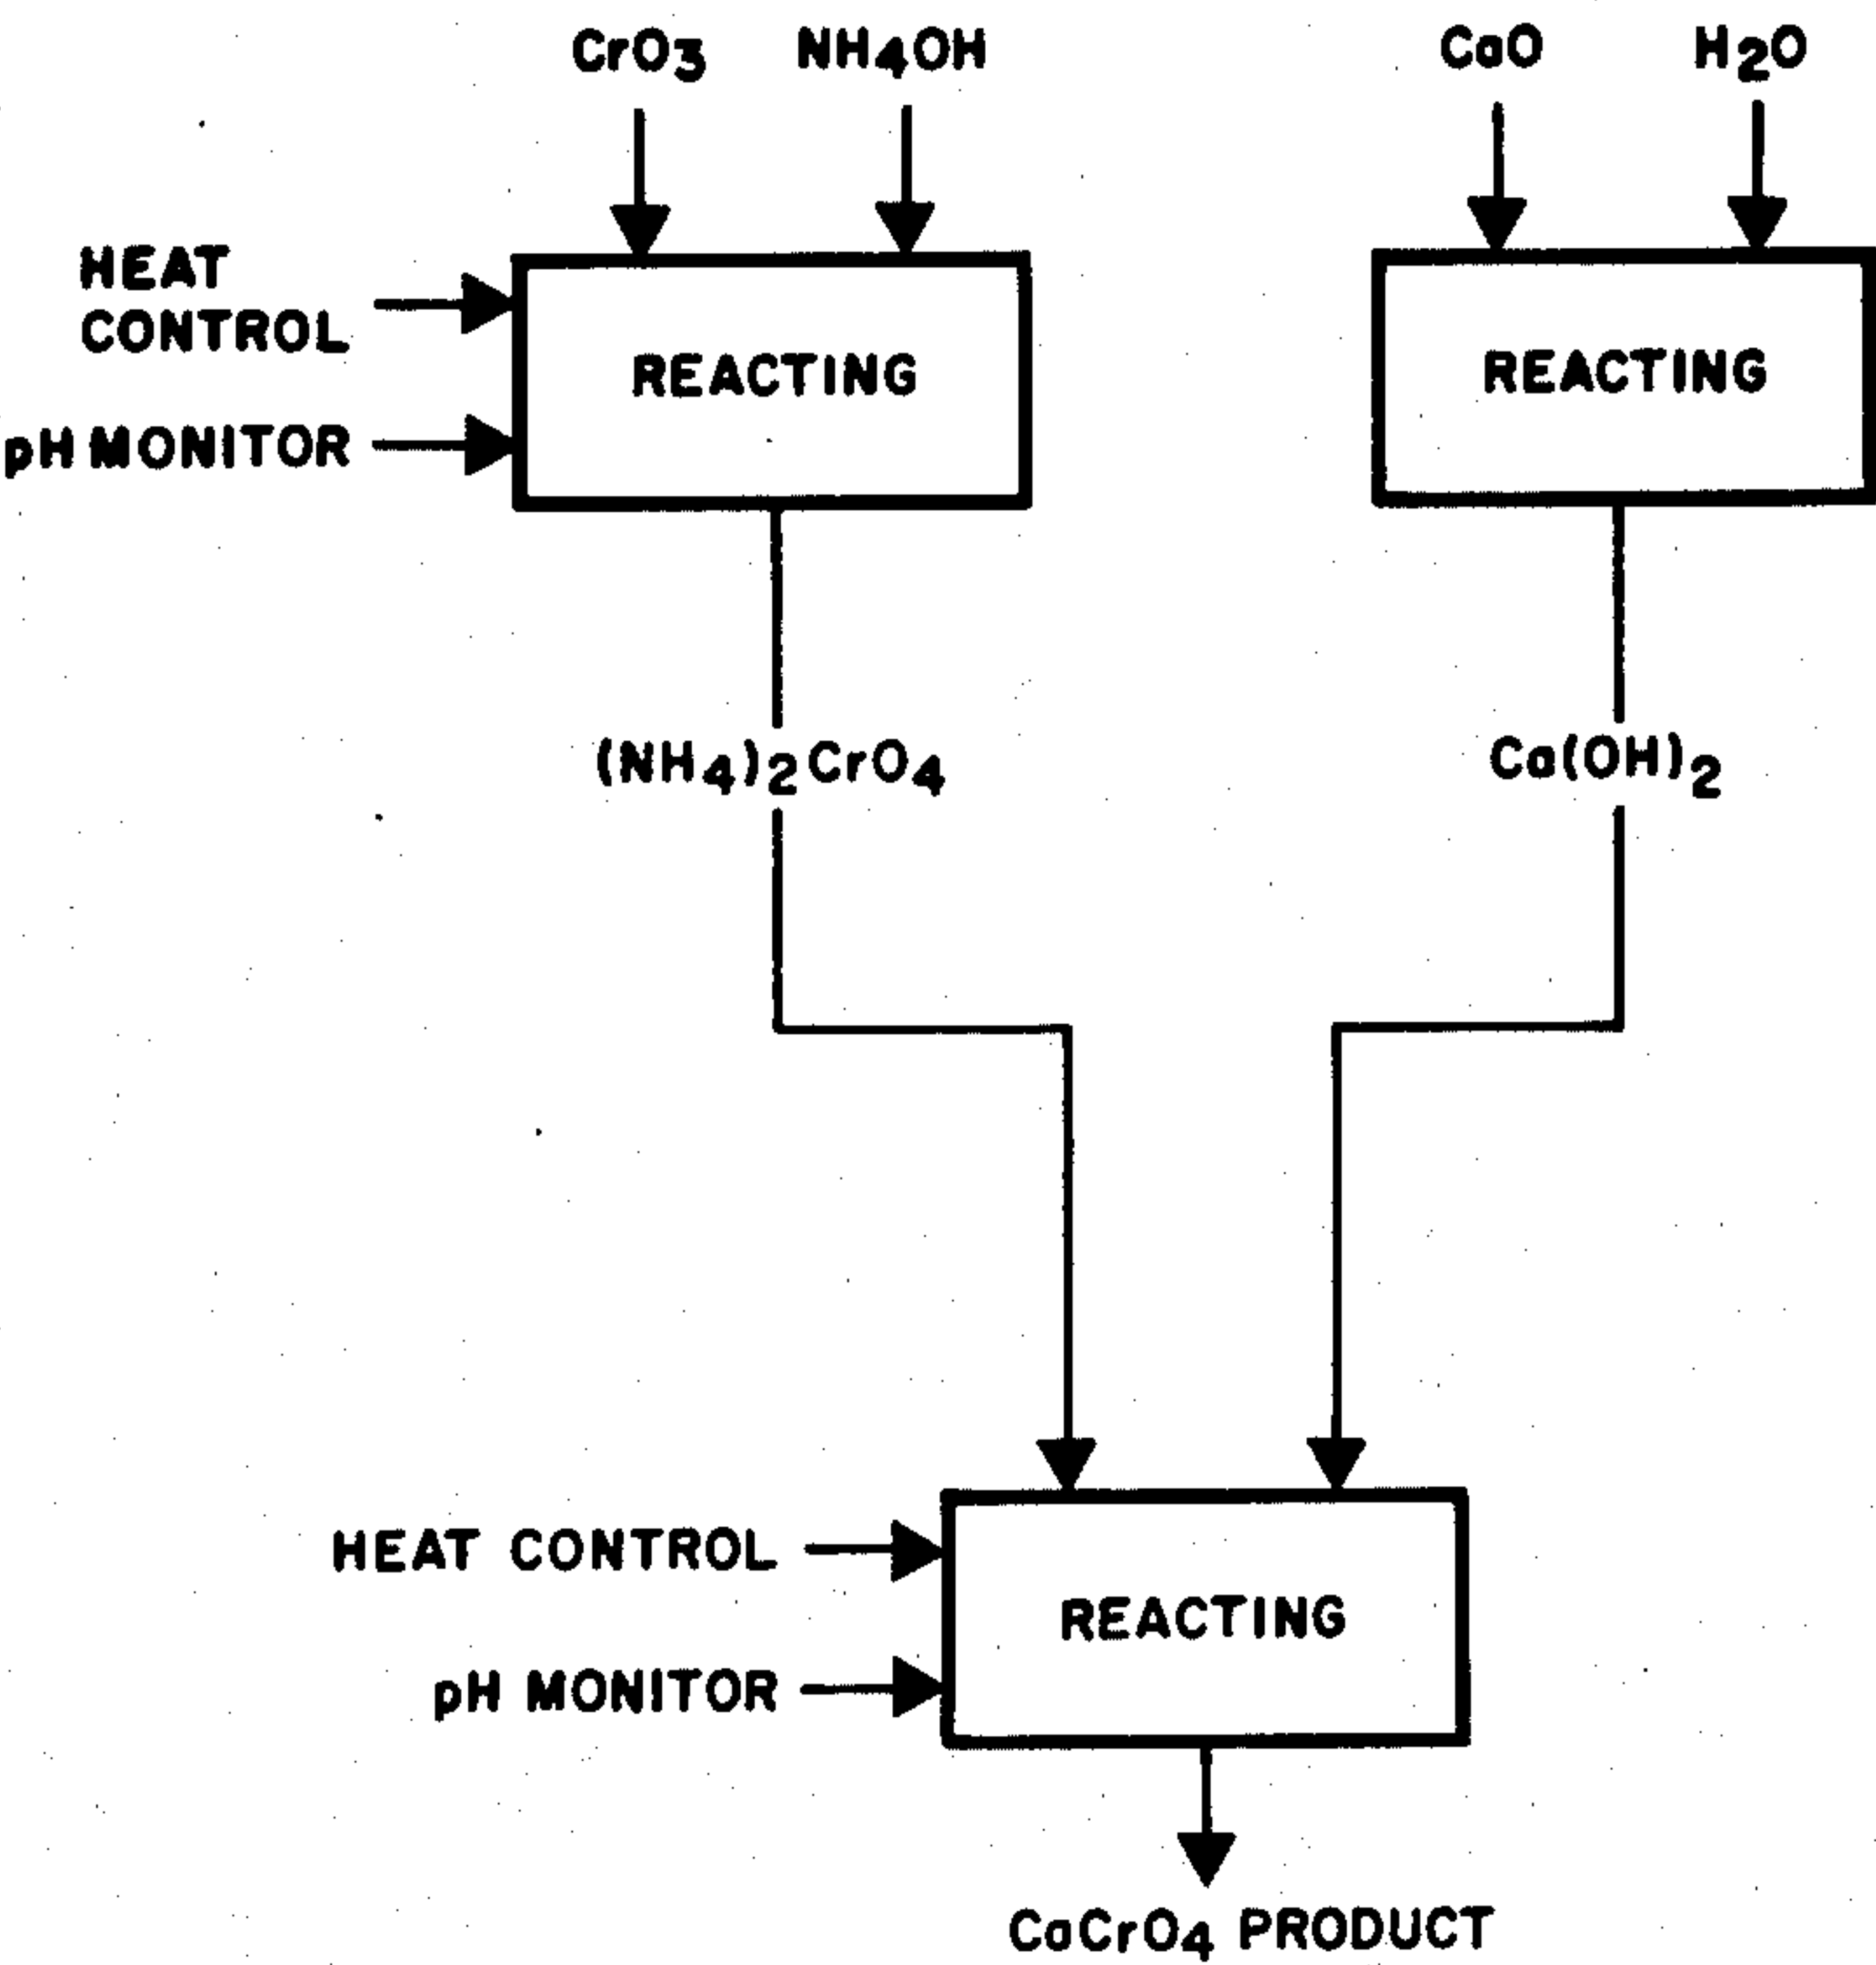 CrO3 NH4OH CaO H2O
HEAT
CONTROL
REACTING REACTING
pH MONITOR
(NH4)2CrO4 Ca(OH)2
HEAT CONTROL
REACTING
pH MONITOR
CaCrO4 PRODUCT